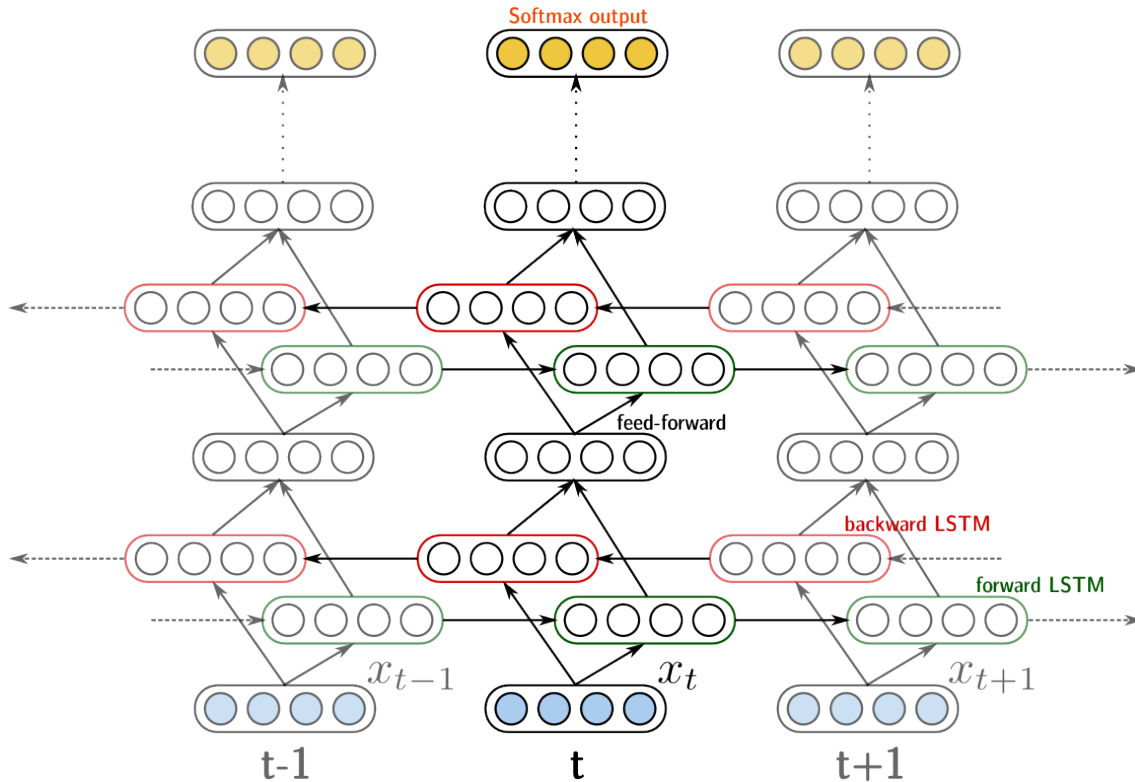 Softmax output
feed-forward
backward LSTM
forward LSTM
x_{t-1}
x_t
x_{t+1}
t-1
t
t+1